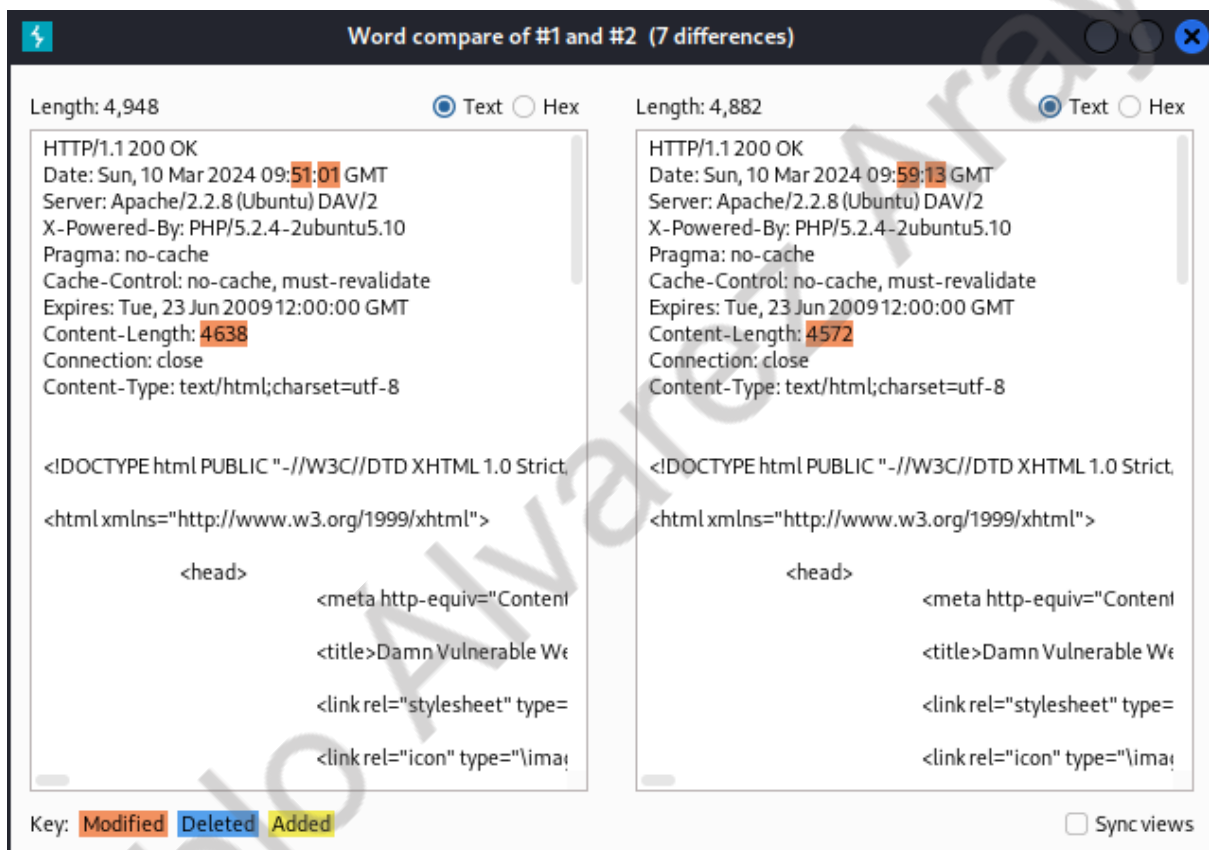 Word compare of #1 and #2 (7 differences)
Length: 4,948
Text
Hex
HTTP/1.1 200 OK
Date: Sun, 10 Mar 2024 09:51:01 GMT
Server: Apache/2.2.8 (Ubuntu) DAV/2
X-Powered-By: PHP/5.2.4-2ubuntu5.10
Pragma: no-cache
Cache-Control: no-cache, must-revalidate
Expires: Tue, 23 Jun 2009 12:00:00 GMT
Content-Length: 4638
Connection: close
Content-Type: text/html;charset=utf-8
<!DOCTYPE html PUBLIC "-//W3C//DTD XHTML 1.0 Strict
<html xmlns="http://www.w3.org/1999/xhtml">
<head>
<meta http-equiv="Content
<title>Damn Vulnerable We
<link rel="stylesheet" type=
<link rel="icon" type="\imag
Length: 4,882
Text
Hex
HTTP/1.1 200 OK
Date: Sun, 10 Mar 2024 09:59:13 GMT
Server: Apache/2.2.8 (Ubuntu) DAV/2
X-Powered-By: PHP/5.2.4-2ubuntu5.10
Pragma: no-cache
Cache-Control: no-cache, must-revalidate
Expires: Tue, 23 Jun 2009 12:00:00 GMT
Content-Length: 4572
Connection: close
Content-Type: text/html;charset=utf-8
<!DOCTYPE html PUBLIC "-//W3C//DTD XHTML 1.0 Strict
<html xmlns="http://www.w3.org/1999/xhtml">
<head>
<meta http-equiv="Content
<title>Damn Vulnerable We
<link rel="stylesheet" type=
<link rel="icon" type="\imag
Key: Modified Deleted Added
Sync views
Alvarez Aray